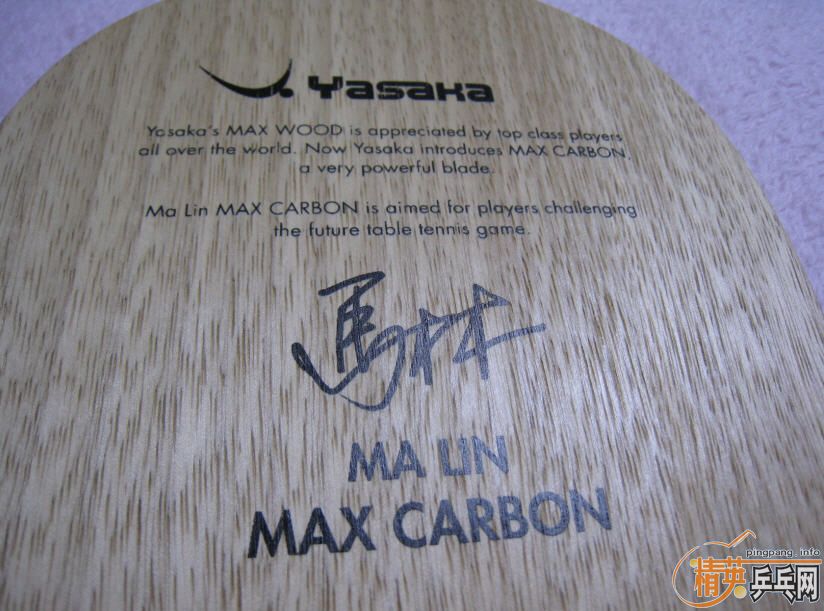 Yasaka
Yasaka's MAX WOOD is appreciated by top class players
all over the world. Now Yasaka introduces MAX CARBON,
a very powerful blade.
Ma Lin MAX CARBON is aimed for players challenging
the future table tennis game.
馬林
MA LIN
MAX CARBON
pingpang.info
精英乒乓网